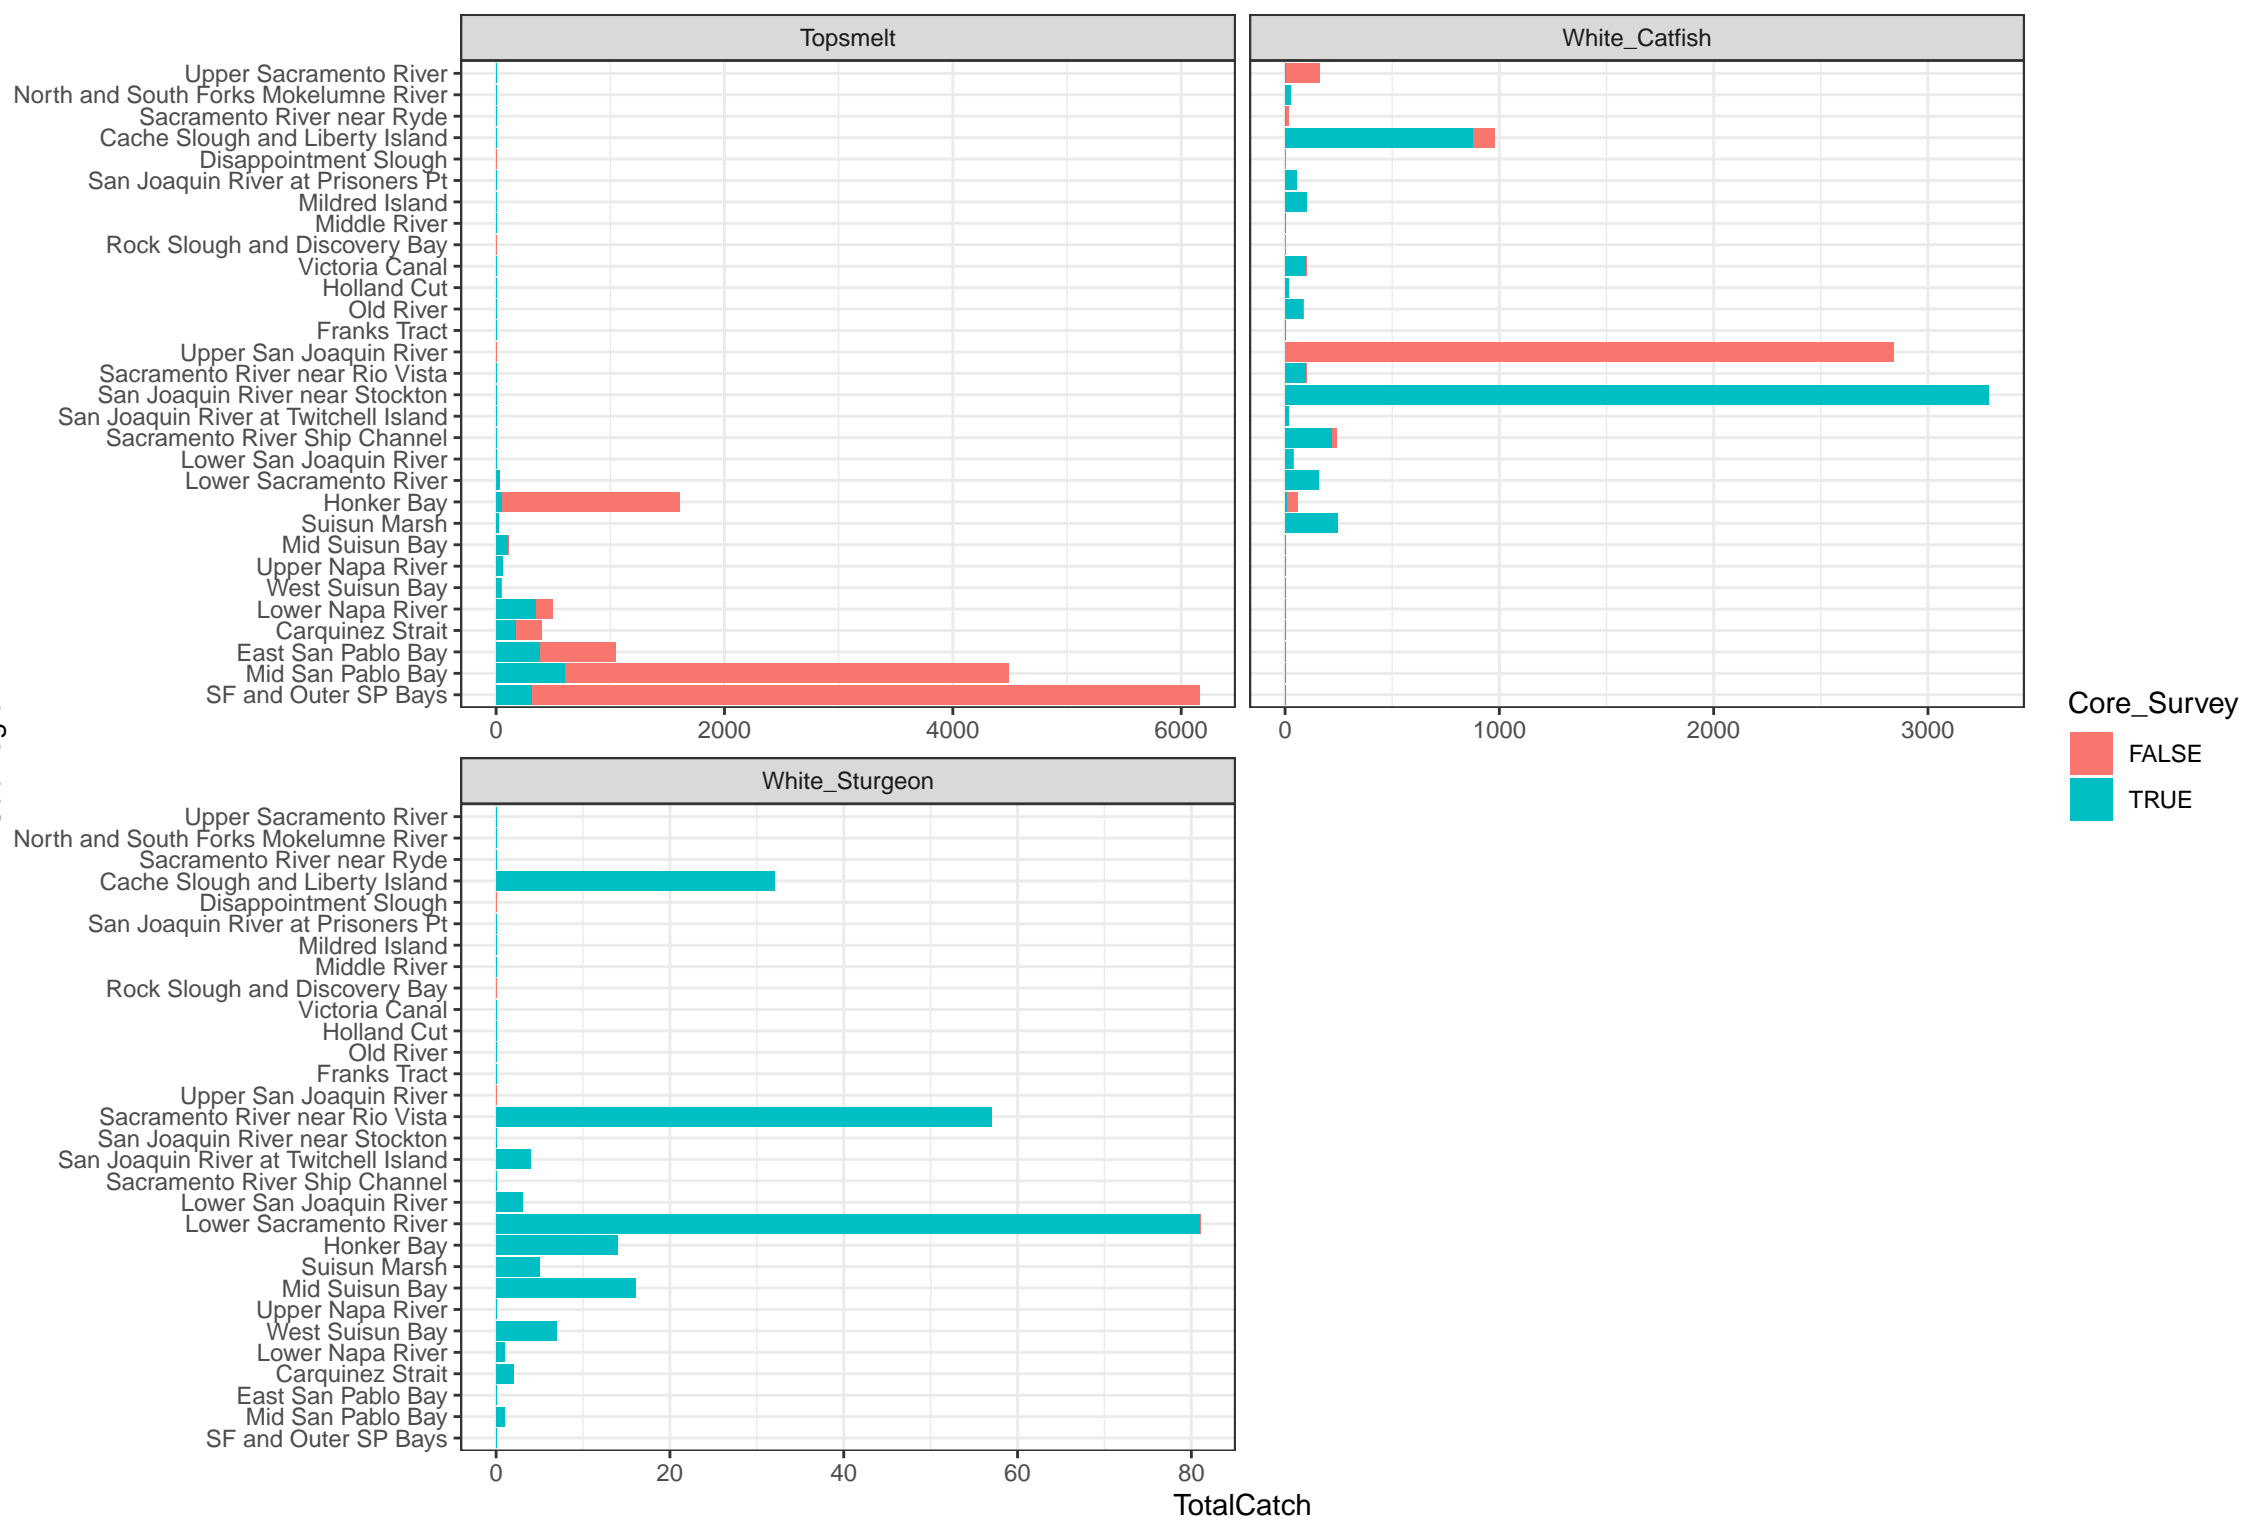 Topsmelt
White_Catfish
Upper Sacramento River
North and South Forks Mokelumne River
Sacramento River near Ryde
Cache Slough and Liberty Island
Disappointment Slough
San Joaquin River at Prisoners Pt
Mildred Island
Middle River
Rock Slough and Discovery Bay
Victoria Canal
Holland Cut
Old River
Franks Tract
Upper San Joaquin River
Sacramento River near Rio Vista
San Joaquin River near Stockton
San Joaquin River at Twitchell Island
Sacramento River Ship Channel
Lower San Joaquin River
Lower Sacramento River
Honker Bay
Suisun Marsh
Mid Suisun Bay
Upper Napa River
West Suisun Bay
Lower Napa River
Carquinez Strait
East San Pablo Bay
Mid San Pablo Bay
SF and Outer SP Bays
0 2000 4000 6000
0 1000 2000 3000
Core_Survey
FALSE
TRUE
White_Sturgeon
Upper Sacramento River
North and South Forks Mokelumne River
Sacramento River near Ryde
Cache Slough and Liberty Island
Disappointment Slough
San Joaquin River at Prisoners Pt
Mildred Island
Middle River
Rock Slough and Discovery Bay
Victoria Canal
Holland Cut
Old River
Franks Tract
Upper San Joaquin River
Sacramento River near Rio Vista
San Joaquin River near Stockton
San Joaquin River at Twitchell Island
Sacramento River Ship Channel
Lower San Joaquin River
Lower Sacramento River
Honker Bay
Suisun Marsh
Mid Suisun Bay
Upper Napa River
West Suisun Bay
Lower Napa River
Carquinez Strait
East San Pablo Bay
Mid San Pablo Bay
SF and Outer SP Bays
0 20 40 60 80
TotalCatch